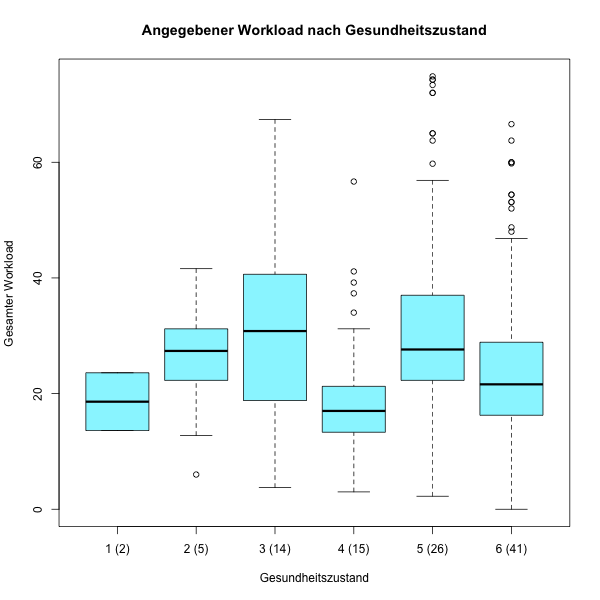 Angegebener Workload nach Gesundheitszustand
Gesamter Workload
60
40
20
0
1 (2) 2 (5) 3 (14) 4 (15) 5 (26) 6 (41)
Gesundheitszustand